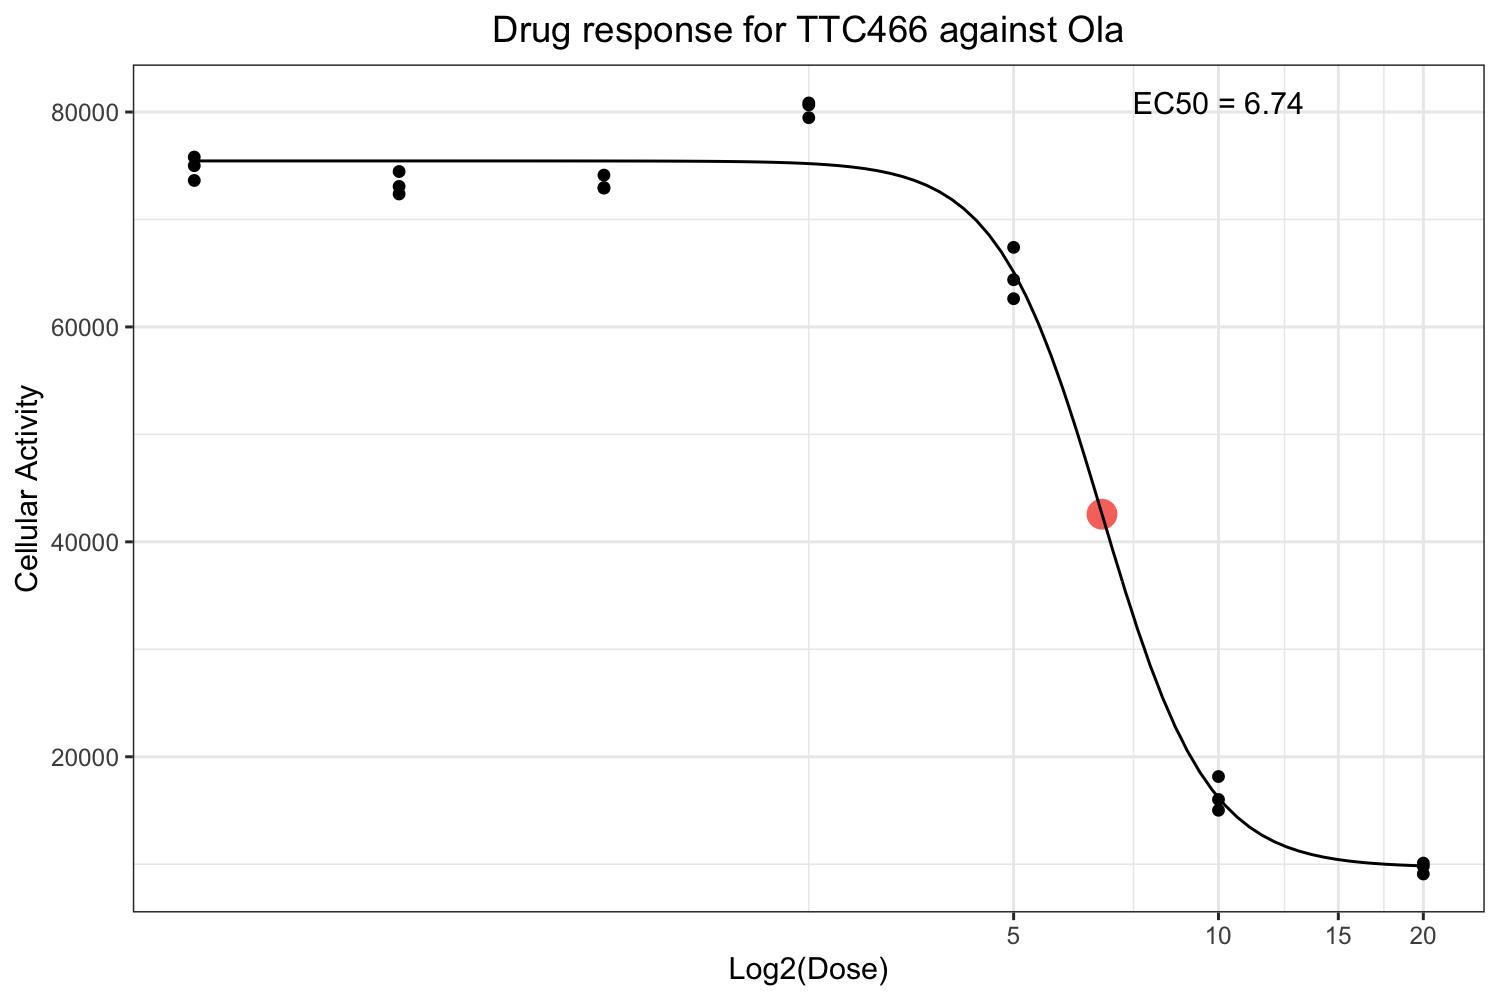 Drug response for TTC466 against Ola
EC50 = 6.74
80000
60000
40000
20000
Cellular Activity
5 10 15 20
Log2(Dose)